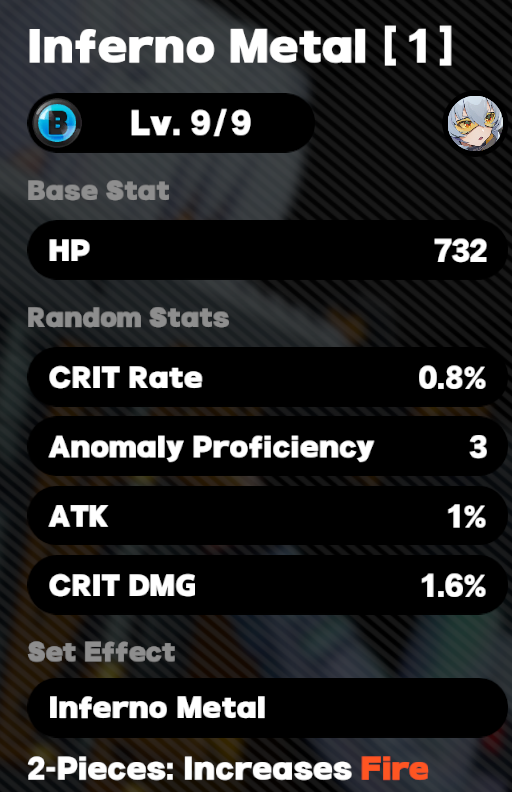 Inferno Metal [1]
B Lv. 9/9
Base Stat
HP 732
Random Stats
CRIT Rate 0.8%
Anomaly Proficiency 3
ATK 1%
CRIT DMG 1.6%
Set Effect
Inferno Metal
2-Pieces: Increases Fire